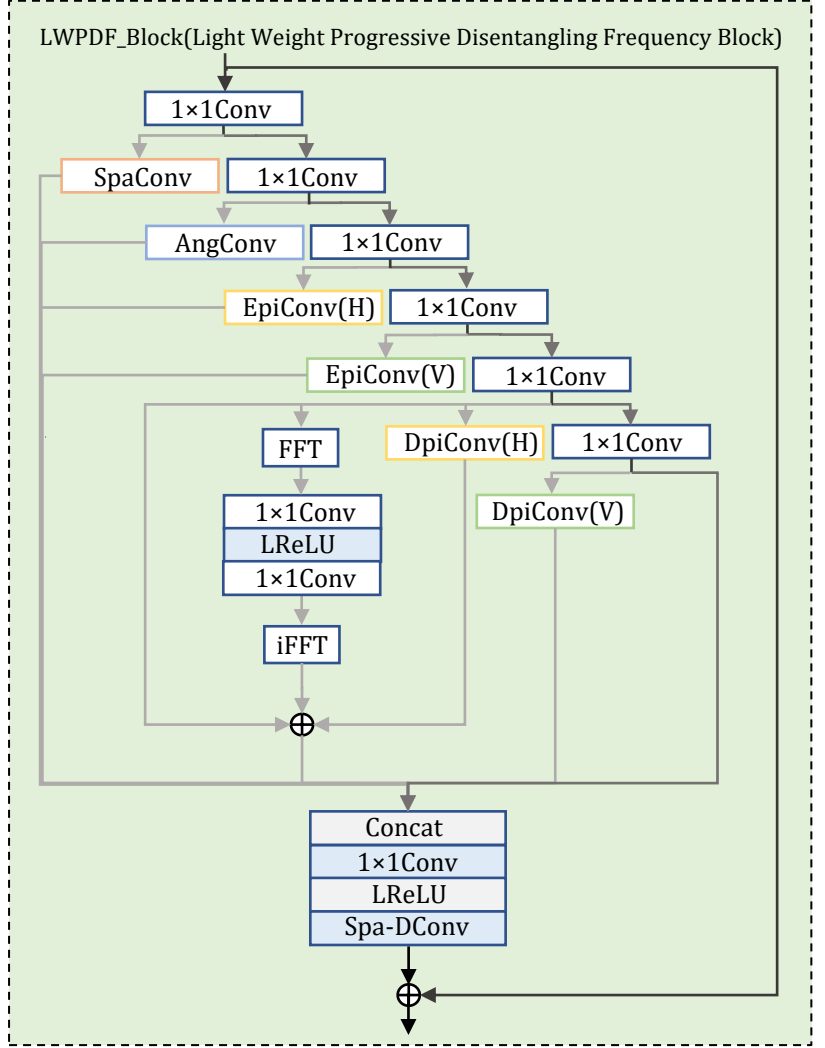 LWPDF_Block(Light Weight Progressive Disentangling Frequency Block)
1×1Conv
SpaConv
1×1Conv
AngConv
1×1Conv
EpiConv(H)
1×1Conv
EpiConv(V)
1×1Conv
FFT
DpiConv(H)
1×1Conv
1×1Conv
DpiConv(V)
LReLU
1×1Conv
iFFT
Concat
1×1Conv
LReLU
Spa-DConv